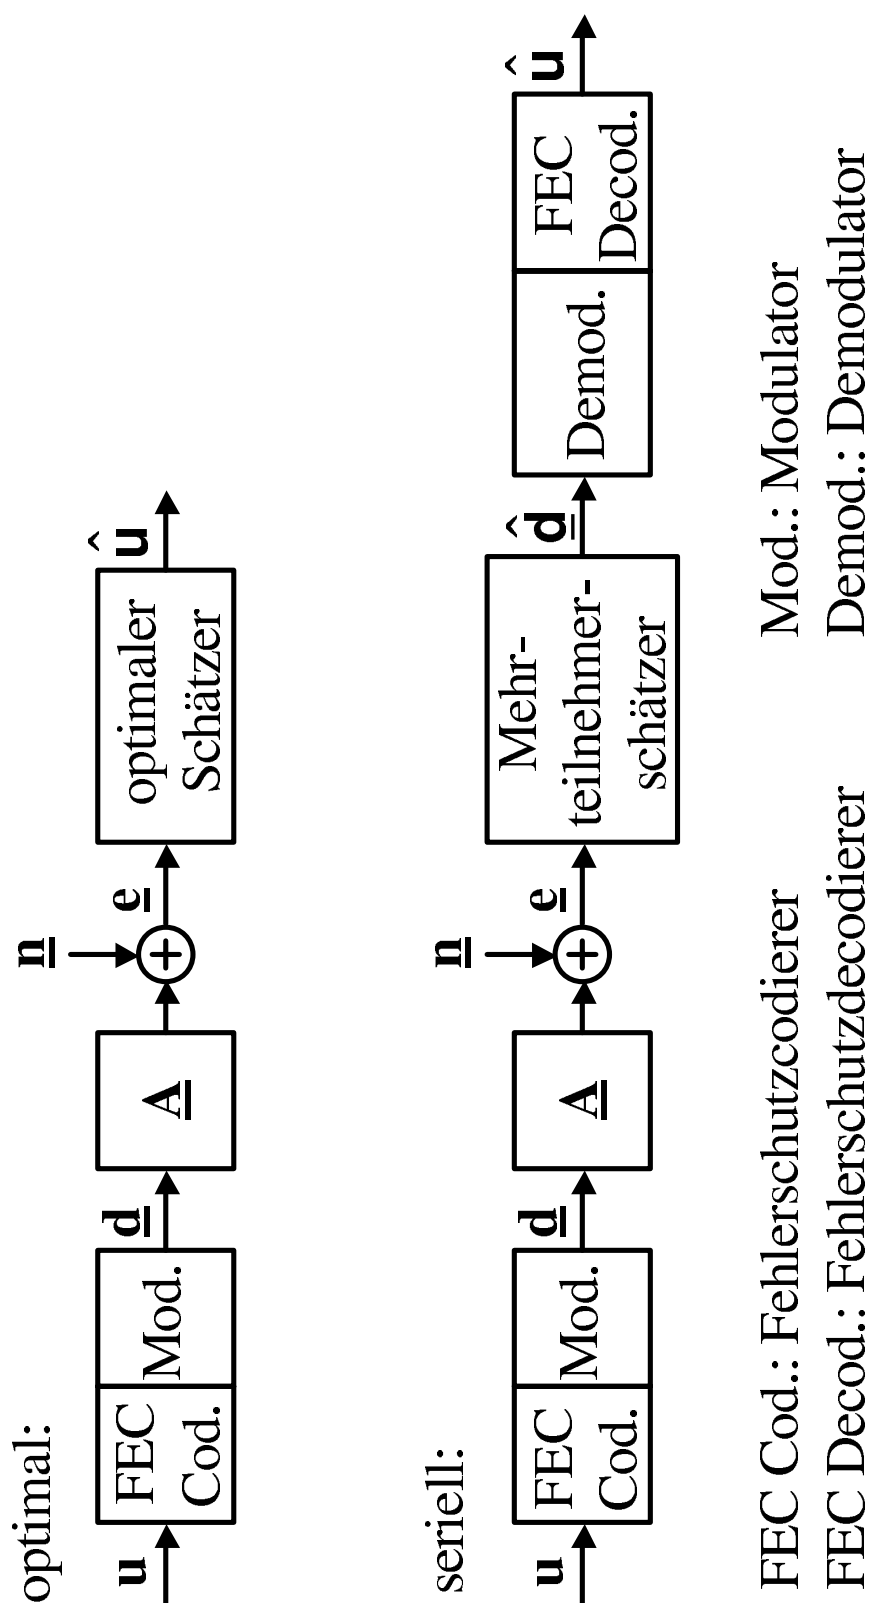 optimal:
u
FEC
Cod.
Mod.
d
A
n
e
optimaler
Schätzer
û
seriell:
u
FEC
Cod.
Mod.
d
A
n
e
Mehr-
teilnehmer-
schätzer
d̂
Demod.
FEC
Decod.
û
FEC Cod.: Fehlerschutzcodierer
Mod.: Modulator
FEC Decod.: Fehlerschutzdecodierer
Demod.: Demodulator